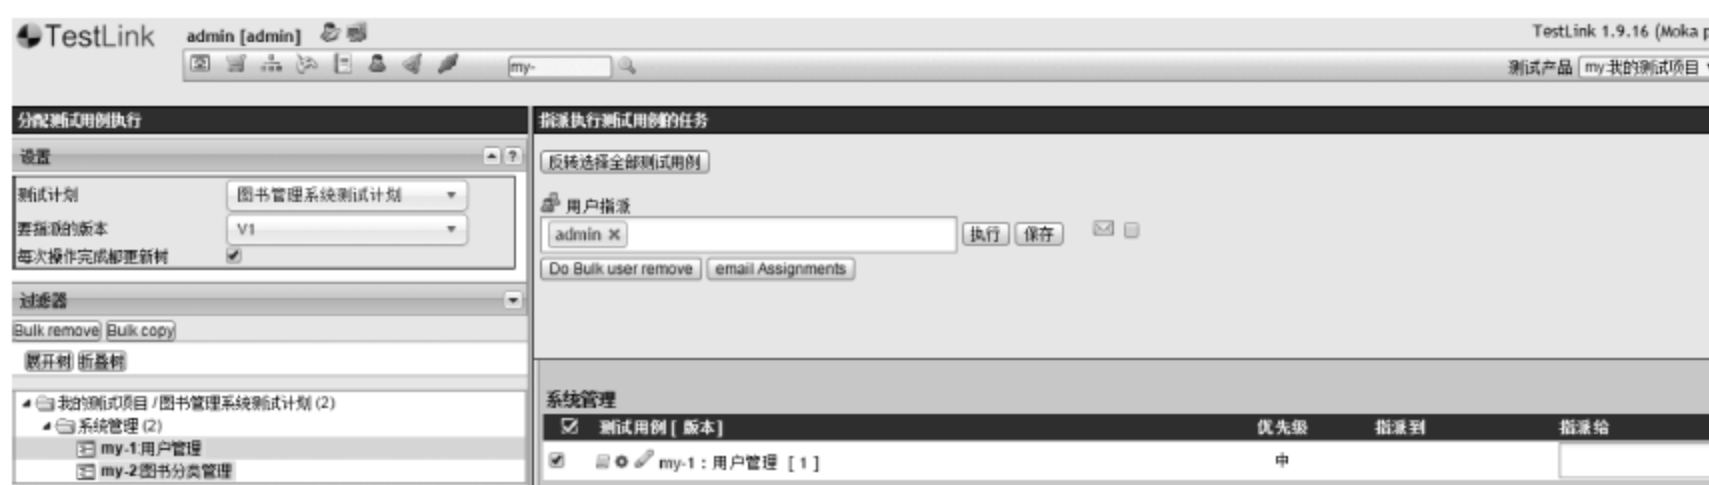 TestLink admin [admin] TestLink 1.9.16 (Moka p
my- 测试产品 my:我的测试项目
分配测试用例执行
设置 ?
测试计划 图书管理系统测试计划
要指派的版本 V1
每次操作完成都更新树
过滤器
Bulk remove Bulk copy
展开树 折叠树
我的测试项目 / 图书管理系统测试计划 (2)
系统管理 (2)
my-1:用户管理
my-2:图书分类管理
指派执行测试用例的任务
反转选择全部测试用例
用户指派
admin × 执行 保存
Do Bulk user remove email Assignments
系统管理
测试用例 [ 版本] 优先级 指派到 指派给
my-1 : 用户管理 [ 1 ] 中